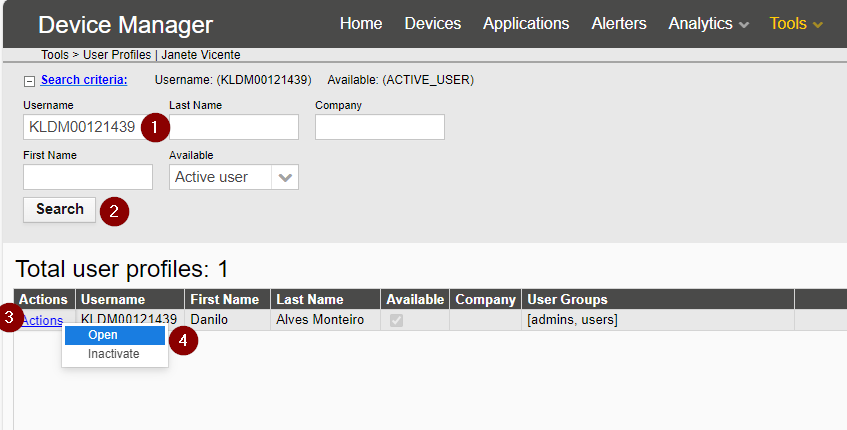 Device Manager Home Devices Applications Alerters Analytics Tools
Tools > User Profiles | Janete Vicente
Search criteria: Username: (KLDM00121439) Available: (ACTIVE_USER)
Username Last Name Company
KLDM00121439 1
First Name Available
Active user
Search 2
Total user profiles: 1
Actions Username First Name Last Name Available Company User Groups
3 Actions KLDM00121439 Danilo Alves Monteiro [admins, users]
Open 4
Inactivate